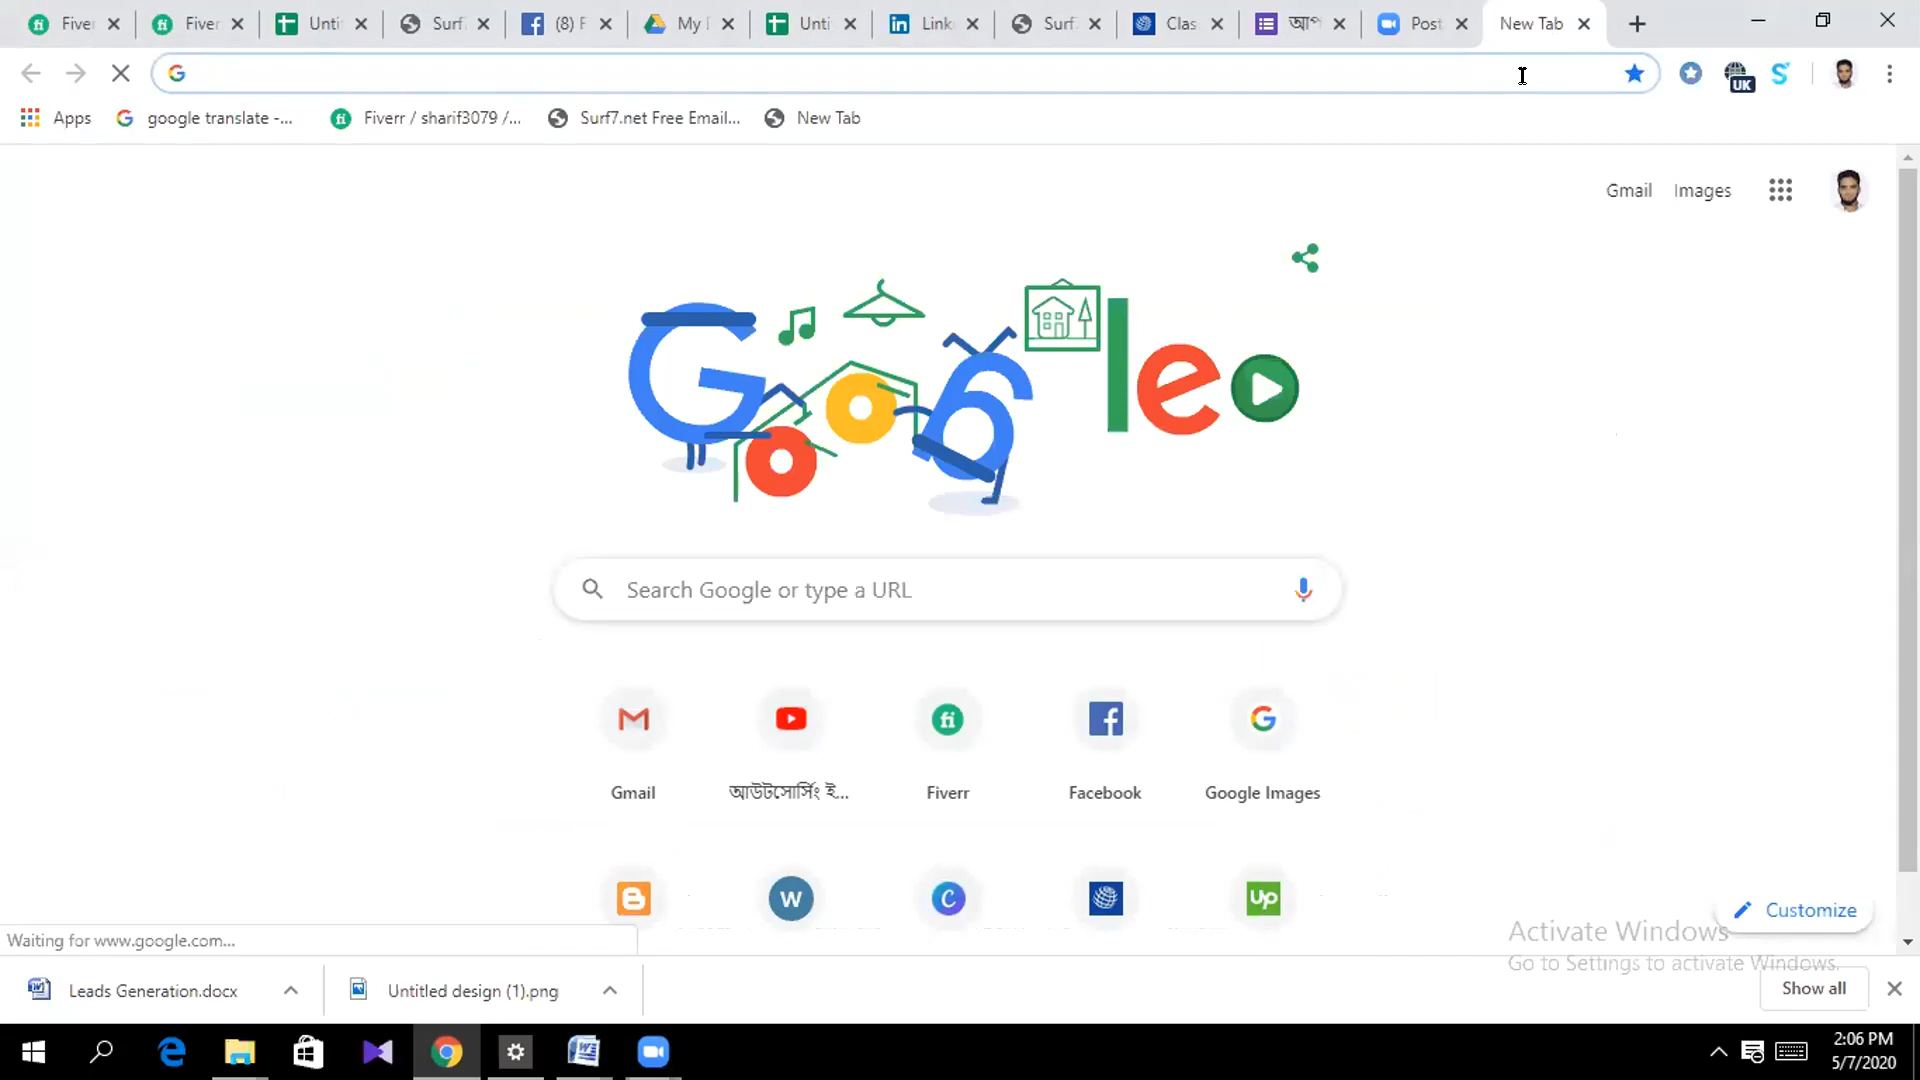 Fiver
Fiver
Unti
Surf
(8) F
My
Unti
Link
Surf
Clas
আপ
Post
New Tab
Apps
google translate -...
Fiverr / sharif3079 /...
Surf7.net Free Email...
New Tab
UK
Gmail
Images
Google
Search Google or type a URL
Gmail
আউটসোর্সিং ই...
Fiverr
Facebook
Google Images
Customize
Activate Windows
Go to Settings to activate Windows.
Waiting for www.google.com...
Leads Generation.docx
Untitled design (1).png
Show all
2:06 PM
5/7/2020